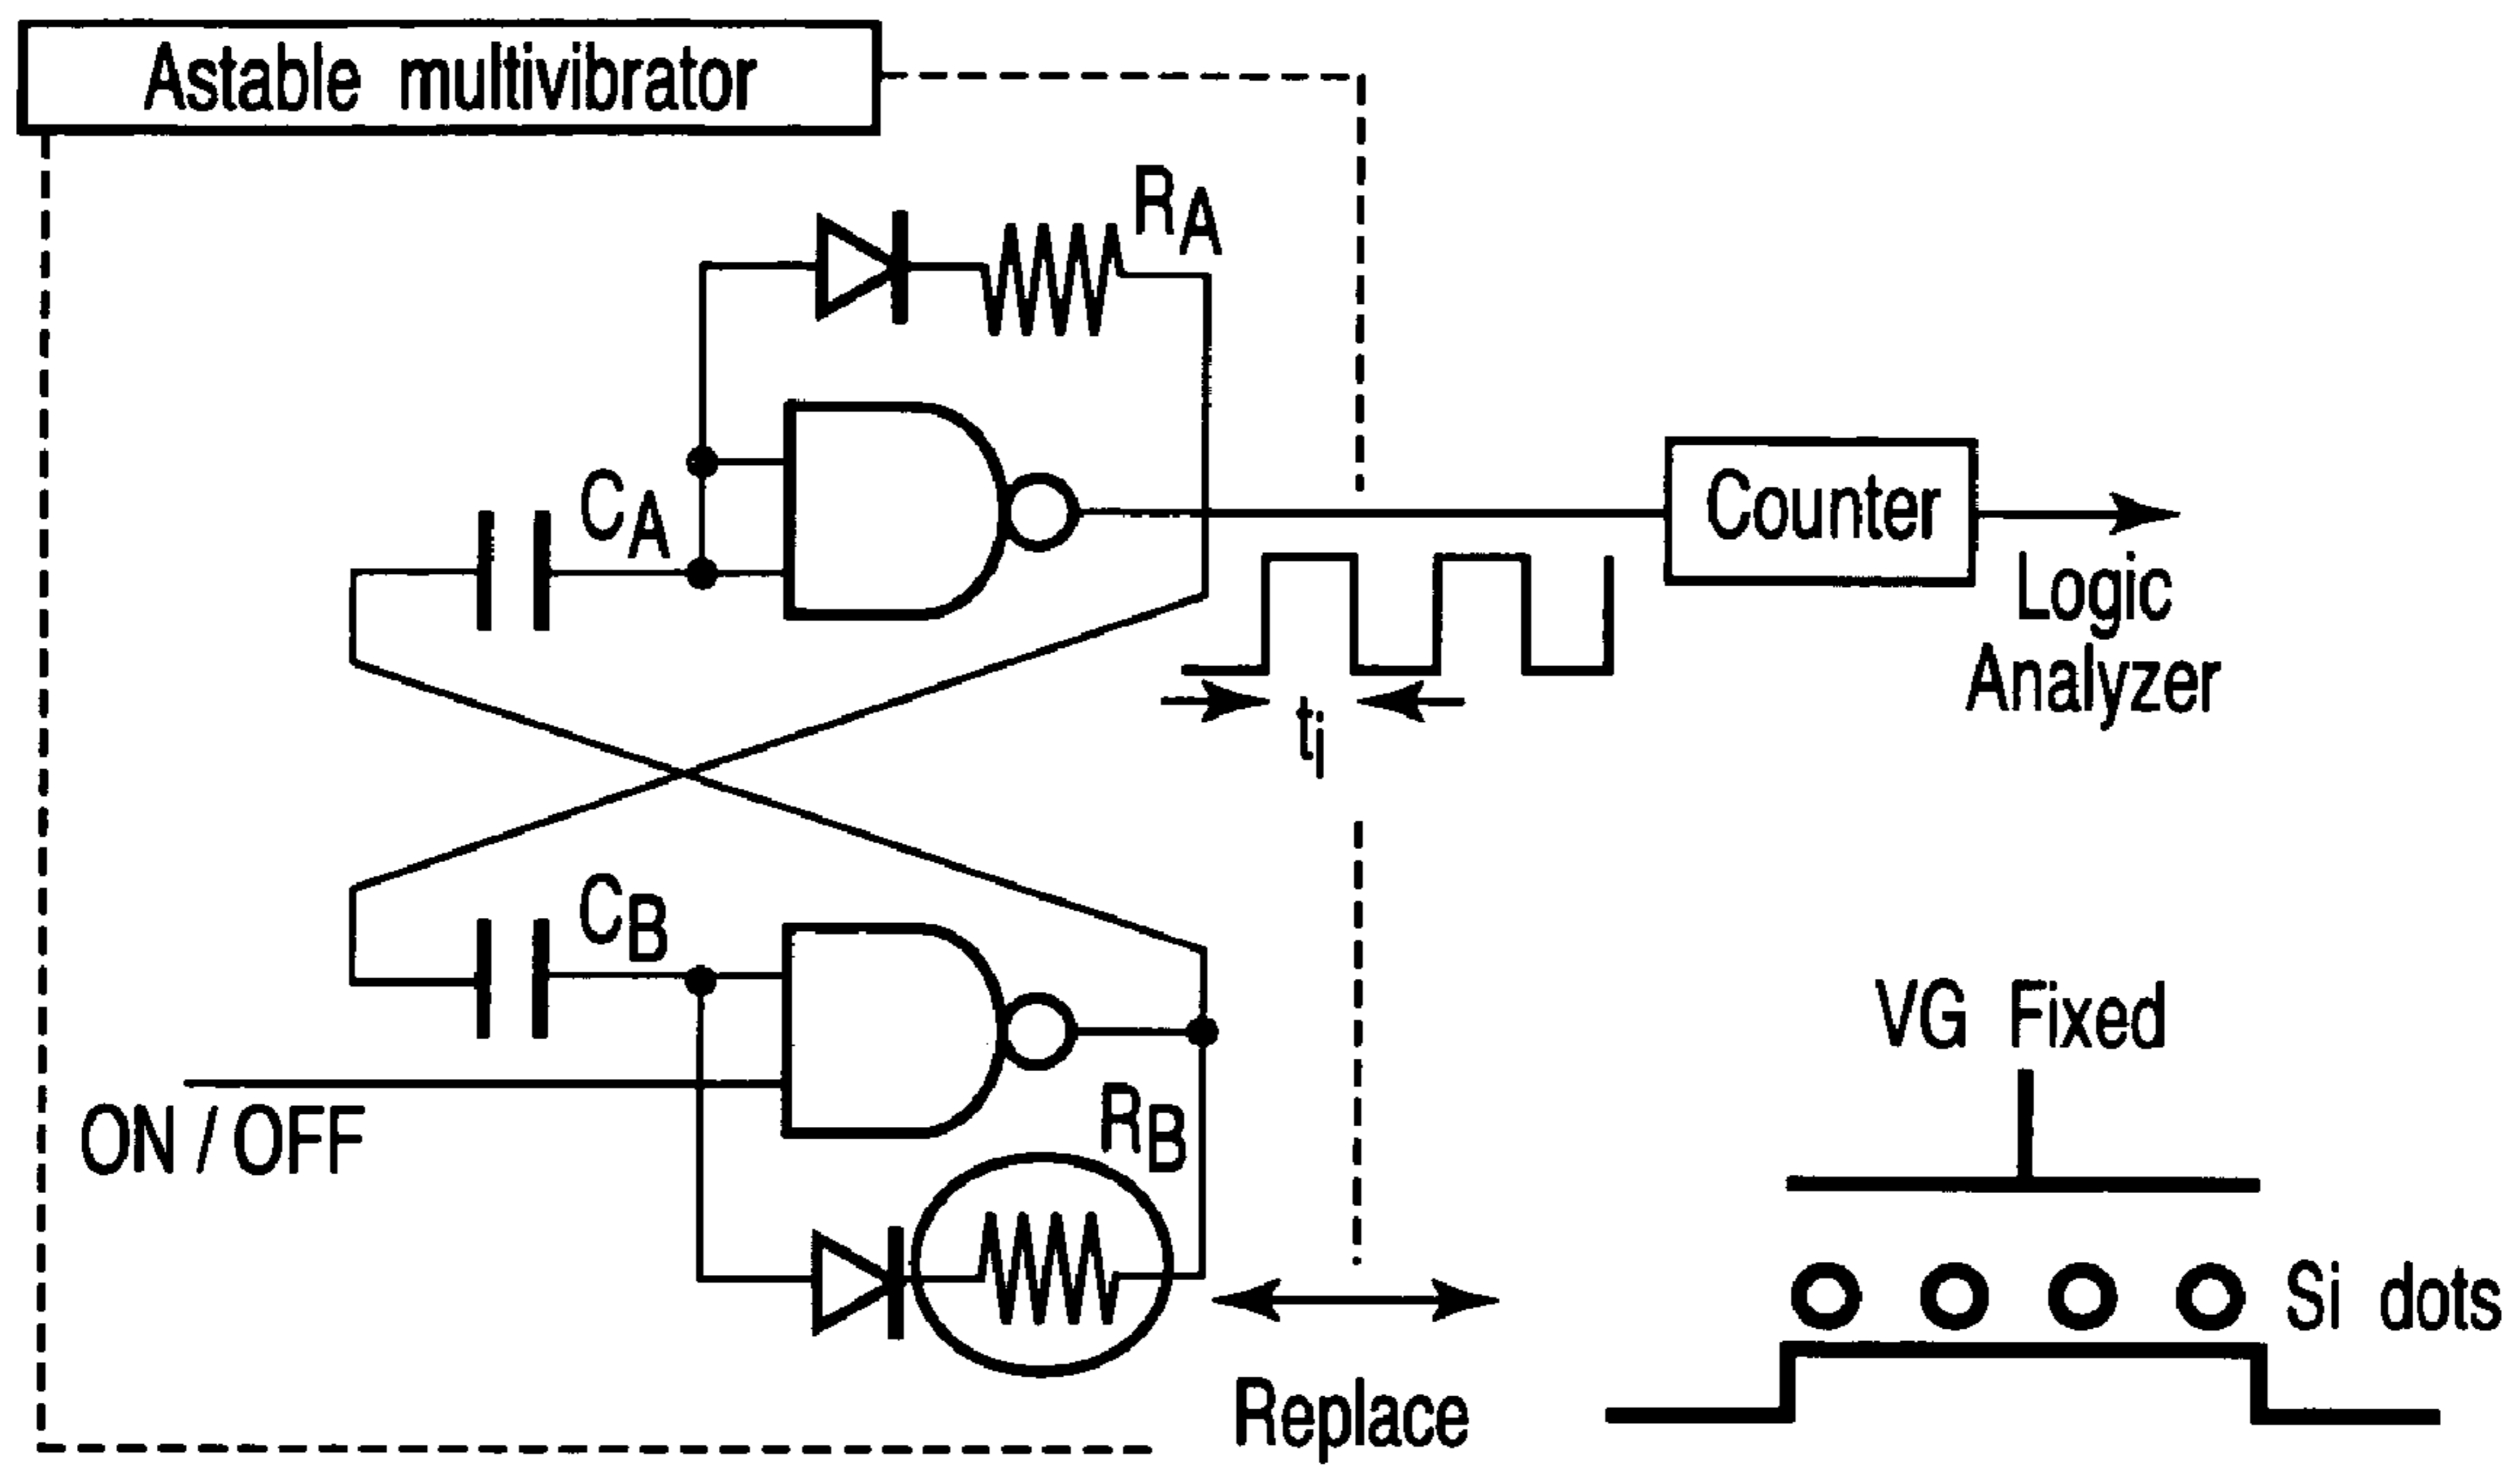 Astable multivibrator
RA
CA
Counter
Logic
Analyzer
ti
CB
VG Fixed
ON / OFF
RB
Si dots
Replace